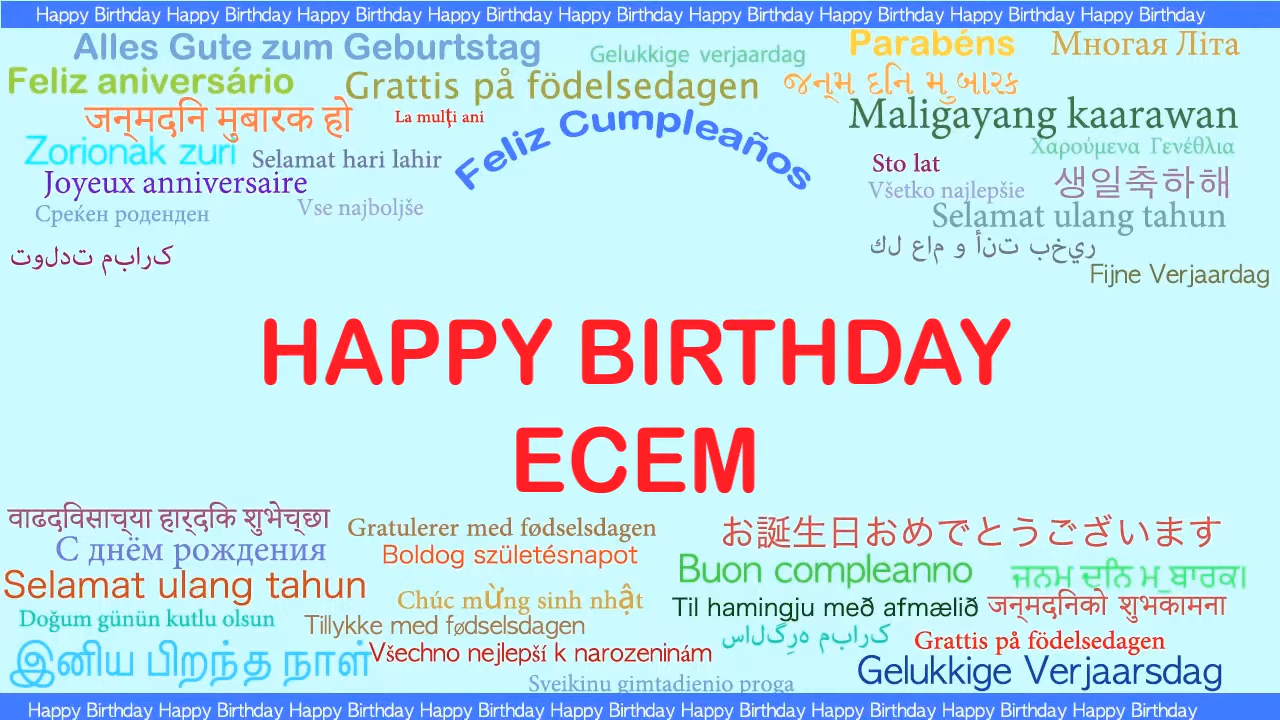 Happy Birthday Happy Birthday Happy Birthday Happy Birthday Happy Birthday Happy Birthday Happy Birthday Happy Birthday Happy Birthday
Alles Gute zum Geburtstag
Gelukkige verjaardag
Parabéns
Многая Літа
Feliz aniversário
Grattis på födelsedagen
જન્મ દનિ મુ બારક
जन्मदनि मुबारक हो
La mulţi ani
Feliz Cumpleaños
Maligayang kaarawan
Zorionak zuri
Selamat hari lahir
Χαρούμενα Γενέθλια
Sto lat
Joyeux anniversaire
Všetko najlepšie
생일축하해
Среќен роденден
Vse najboljše
Selamat ulang tahun
تولدت مبارک
كل عام و أنت بخير
Fijne Verjaardag
HAPPY BIRTHDAY
ECEM
वाढदविसाच्या हार्दकि शुभेच्छा
Gratulerer med fødselsdagen
お誕生日おめでとうございます
С днём рождения
Boldog születésnapot
Buon compleanno
ਜਨਮ ਦਨਿ ਮੁਬਾਰਕ।
Selamat ulang tahun
Chúc mừng sinh nhật
Til hamingju með afmælið
जन्मदनिको शुभकामना
Doğum günün kutlu olsun
Tillykke med fødselsdagen
سالگرہ مبارک
Grattis på födelsedagen
இனிய பிறந்த நாள்
Všechno nejlepší k narozeninám
Gelukkige Verjaarsdag
Sveikinu gimtadienio proga
Happy Birthday Happy Birthday Happy Birthday Happy Birthday Happy Birthday Happy Birthday Happy Birthday Happy Birthday Happy Birthday